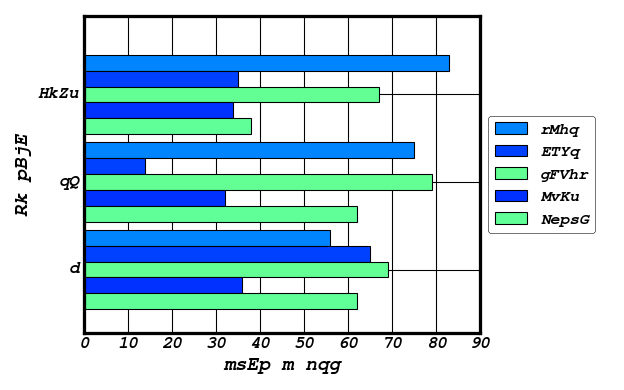 Rk pBjE
HkZu
qQ
d
0 10 20 30 40 50 60 70 80 90
msEp m nqg
rMhq
ETYq
gFVhr
MvKu
NepsG